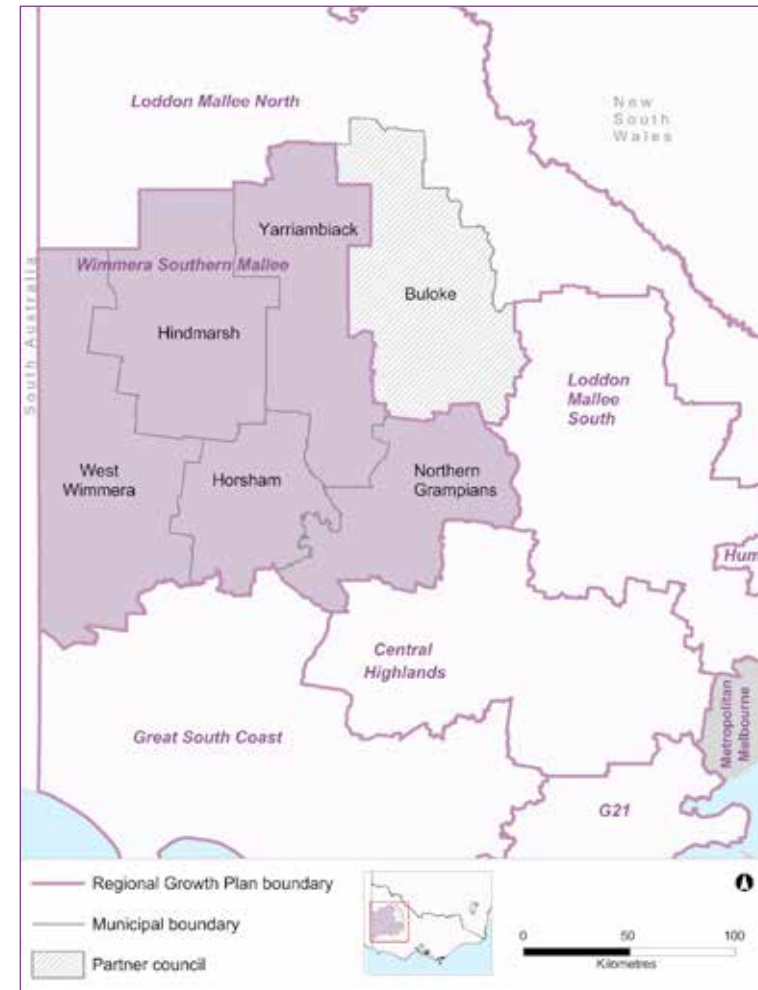 Loddon Mallee North
New
South
Wales
Yarriambiack
Wimmera Southern Mallee
South Australia
Buloke
Hindmarsh
Loddon
Mallee
South
West
Wimmera
Horsham
Northern
Grampians
Hum
Central
Highlands
Metropolitan
Melbourne
Great South Coast
G21
Regional Growth Plan boundary
Municipal boundary
Partner council
0 50 100
Kilometres